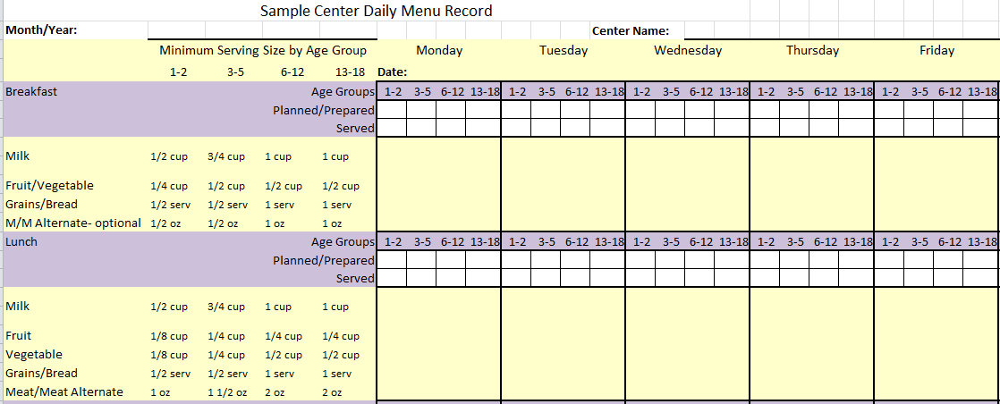 Sample Center Daily Menu Record
Month/Year: Center Name:
Minimum Serving Size by Age Group Monday Tuesday Wednesday Thursday Friday
1-2 3-5 6-12 13-18 Date:
Breakfast Age Groups 1-2 3-5 6-12 13-18 1-2 3-5 6-12 13-18 1-2 3-5 6-12 13-18 1-2 3-5 6-12 13-18 1-2 3-5 6-12 13-18
Planned/Prepared
Served
Milk 1/2 cup 3/4 cup 1 cup 1 cup
Fruit/Vegetable 1/4 cup 1/2 cup 1/2 cup 1/2 cup
Grains/Bread 1/2 serv 1/2 serv 1 serv 1 serv
M/M Alternate- optional 1/2 oz 1/2 oz 1 oz 1 oz
Lunch Age Groups 1-2 3-5 6-12 13-18 1-2 3-5 6-12 13-18 1-2 3-5 6-12 13-18 1-2 3-5 6-12 13-18 1-2 3-5 6-12 13-18
Planned/Prepared
Served
Milk 1/2 cup 3/4 cup 1 cup 1 cup
Fruit 1/8 cup 1/4 cup 1/4 cup 1/4 cup
Vegetable 1/8 cup 1/4 cup 1/2 cup 1/2 cup
Grains/Bread 1/2 serv 1/2 serv 1 serv 1 serv
Meat/Meat Alternate 1 oz 1 1/2 oz 2 oz 2 oz